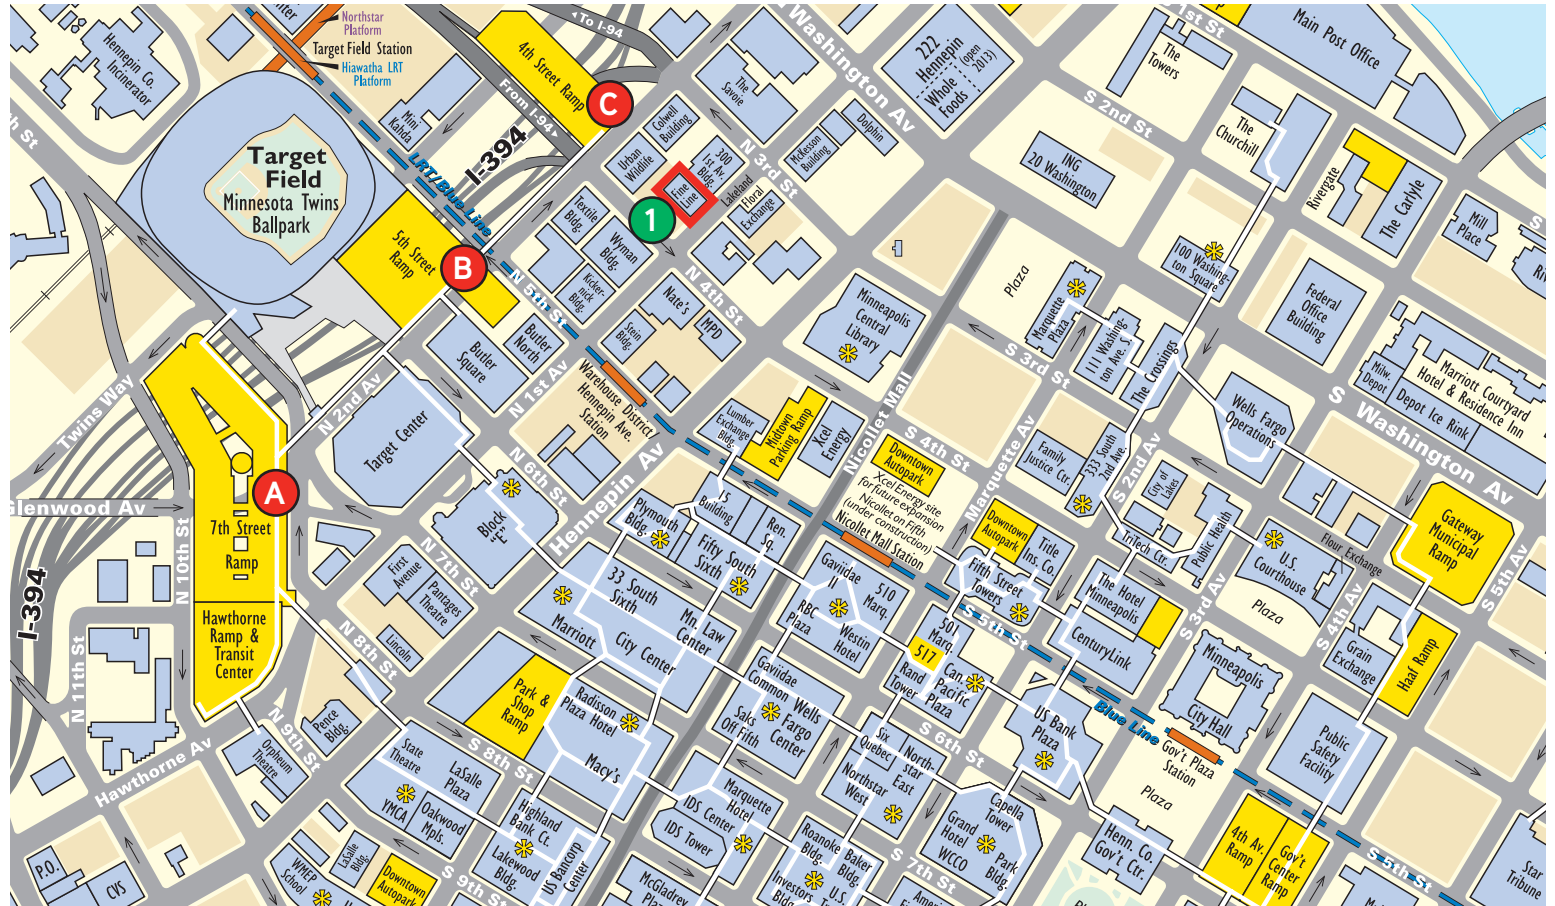 Northstar
Platform
Target Field Station
Hiawatha LRT
Platform
Hennepin Co.
Incinerator
To I-94
4th Street Ramp
C
From I-94
I-394
Mini
Kahda
LRT/Blue Line
The
Savoie
Colwell
Building
Urban
Wildlife
300
1st Av.
Bldg.
Fine
Line
1
Lakeland
Floral
Exchange
N 3rd St
McKesson
Building
Dolphin
Washington Av
222
Hennepin
(open
2013)
Whole
Foods
S 1st St
The
Towers
Main Post Office
S 2nd St
The
Churchill
ING
20 Washington
Rivergate
The Carlyle
Mill
Place
Target
Field
Minnesota Twins
Ballpark
5th Street
Ramp
B
Textile
Bldg.
Wyman
Bldg.
Kicker-
nick
Bldg.
N 5th St
N 4th St
Nate's
MPD
Stein
Bldg.
Butler
Square
Butler
North
N 1st Av
N 2nd Av
Twins Way
Minneapolis
Central
Library
Plaza
Marquette
Plaza
100 Washing-
ton Square
111 Washing-
ton Ave. S.
The Crossings
Federal
Office
Building
Milw.
Depot
Depot Ice Rink
Marriott Courtyard
Hotel & Residence Inn
S Washington Av
S 3rd St
Nicollet Mall
Warehouse District/
Hennepin Ave.
Station
Target Center
Lumber
Exchange
Bldg.
Midtown
Parking Ramp
Xcel
Energy
S 4th St
Downtown
Autopark
Xcel Energy site
for future expansion
Nicollet on Fifth
(under construction)
Nicollet Mall Station
Marquette Av
Family
Justice Ctr.
333 South
2nd Ave.
S 2nd Av
Wells Fargo
Operations
City of
Lakes
Public Health
TriTech Ctr.
U.S.
Courthouse
Flour Exchange
Gateway
Municipal
Ramp
S 5th Av
A
7th Street
Ramp
Glenwood Av
N 10th St
I-394
Hawthorne
Ramp &
Transit
Center
N 6th St
Hennepin Av
Block
"E"
N 7th St
First
Avenue
Pantages
Theatre
Lincoln
N 8th St
Plymouth
Bldg.
15
Building
Ren.
Sq.
Fifty South
Sixth
33 South
Sixth
Mn. Law
Center
City Center
Marriott
Gaviidae
II
RBC
Plaza
510
Marq.
Westin
Hotel
Downtown
Autopark
Title
Ins. Co.
Fifth Street
Towers
S 5th St
501
Marq.
517
Rand
Tower
Can.
Pacific
Plaza
The Hotel
Minneapolis
CenturyLink
S 3rd Av
Plaza
S 4th Av
Grain
Exchange
Haaf Ramp
Minneapolis
City Hall
Blue Line
Gov't Plaza
Station
Public
Safety
Facility
N 11th St
Hawthorne Av
N 9th St
Orpheum
Theatre
Pence
Bldg.
Park &
Shop
Ramp
Radisson
Plaza Hotel
Macy's
S 8th St
State
Theatre
LaSalle
Plaza
YMCA
Oakwood
Mpls.
Highland
Bank Ct.
Lakewood
Bldg.
US Bancorp
Center
Gaviidae
Common
Saks
Off Fifth
Wells
Fargo
Center
Marquette
Hotel
IDS Center
IDS Tower
Six
Quebec
North-
star
East
Northstar
West
S 6th St
US Bank
Plaza
Capella
Tower
Grand
Hotel
WCCO
Park
Bldg.
Roanoke
Bldg.
Baker
Bldg.
Investors
U.S.
McGladrey
Plaza
S 7th St
Plaza
Henn. Co.
Gov't Ctr.
4th Av.
Ramp
Gov't
Center
Ramp
S 5th St
Star
Tribune
P.O.
CVS
WMEP
School
LaSalle
Bldg.
Downtown
Autopark
S 9th St